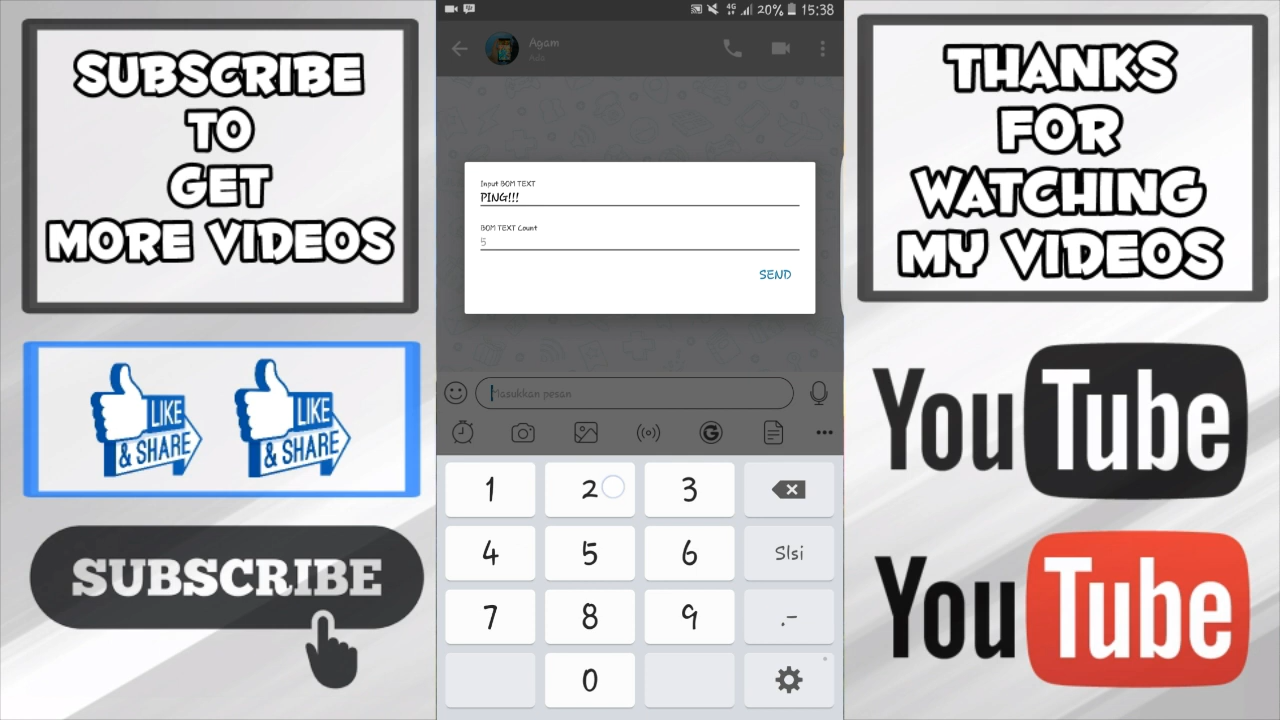 SUBSCRIBE
TO
GET
MORE VIDEOS
LIKE
& SHARE
LIKE
& SHARE
SUBSCRIBE
4G 20% 15:38
Agam
Ada
Input BOM TEXT
PING!!!
BOM TEXT Count
5
SEND
Masukkan pesan
G
1 2 3
4 5 6 Slsi
7 8 9 .-
0
THANKS
FOR
WATCHING
MY VIDEOS
YouTube
YouTube